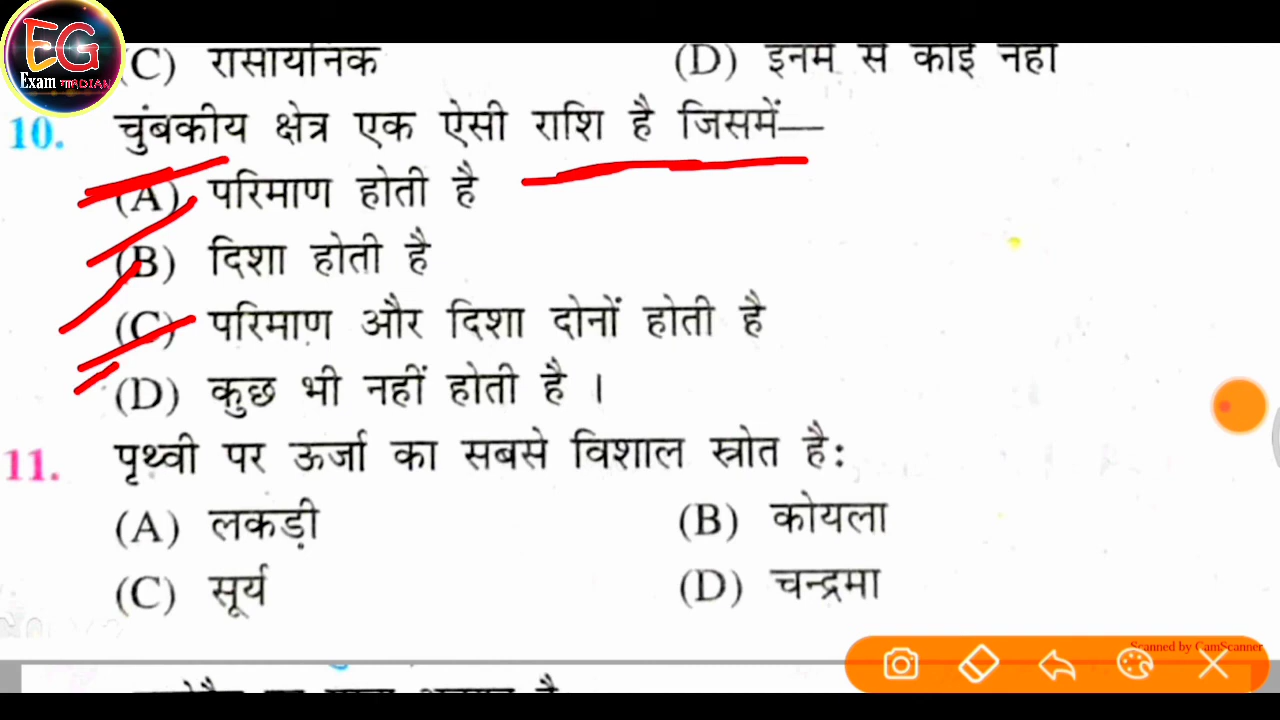 EG
Exam
(C) रासायनिक (D) इनमें से कोई नहीं
10. चुंबकीय क्षेत्र एक ऐसी राशि है जिसमें—
(A) परिमाण होती है
(B) दिशा होती है
(C) परिमाण और दिशा दोनों होती है
(D) कुछ भी नहीं होती है ।
11. पृथ्वी पर ऊर्जा का सबसे विशाल स्रोत है:
(A) लकड़ी (B) कोयला
(C) सूर्य (D) चन्द्रमा
Scanned by CamScanner